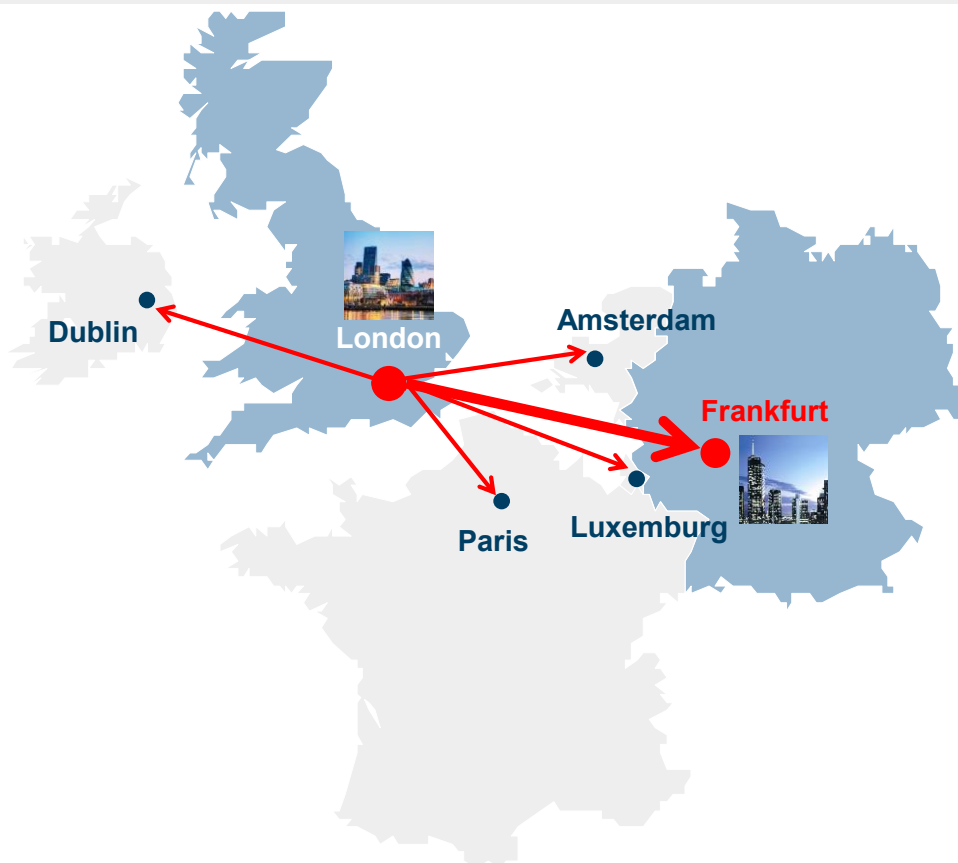 Dublin
London
Amsterdam
Frankfurt
Paris
Luxemburg